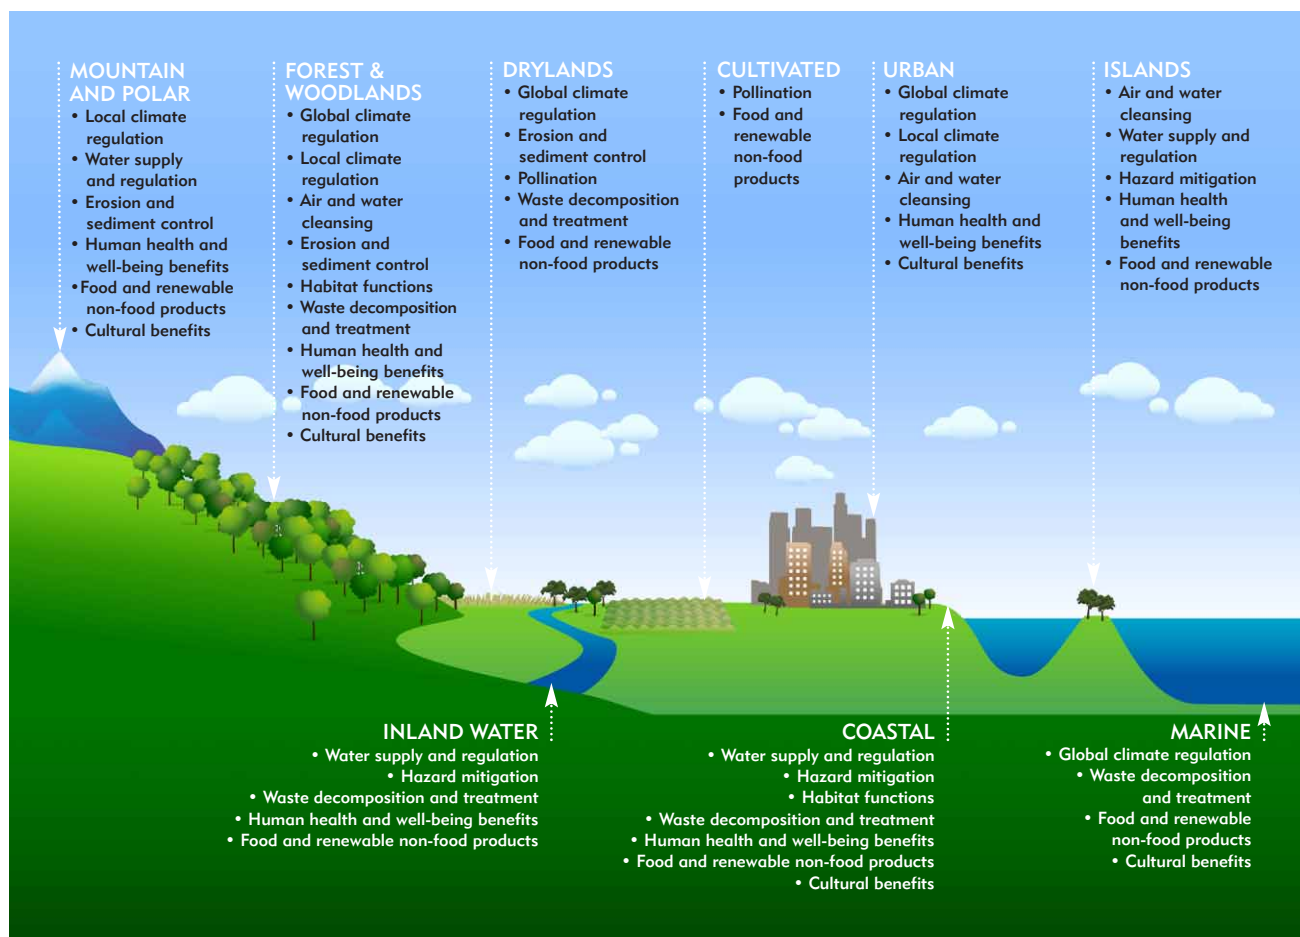 MOUNTAIN
AND POLAR
• Local climate
regulation
• Water supply
and regulation
• Erosion and
sediment control
• Human health and
well-being benefits
•Food and renewable
non-food products
• Cultural benefits
FOREST &
WOODLANDS
• Global climate
regulation
• Local climate
regulation
• Air and water
cleansing
• Erosion and
sediment control
• Habitat functions
• Waste decomposition
and treatment
• Human health and
well-being benefits
• Food and renewable
non-food products
• Cultural benefits
DRYLANDS
• Global climate
regulation
• Erosion and
sediment control
• Pollination
• Waste decomposition
and treatment
• Food and renewable
non-food products
CULTIVATED
• Pollination
• Food and
renewable
non-food
products
URBAN
• Global climate
regulation
• Local climate
regulation
• Air and water
cleansing
• Human health and
well-being benefits
• Cultural benefits
ISLANDS
• Air and water
cleansing
• Water supply and
regulation
• Hazard mitigation
• Human health
and well-being
benefits
• Food and renewable
non-food products
INLAND WATER
• Water supply and regulation
• Hazard mitigation
• Waste decomposition and treatment
• Human health and well-being benefits
• Food and renewable non-food products
COASTAL
• Water supply and regulation
• Hazard mitigation
• Habitat functions
• Waste decomposition and treatment
• Human health and well-being benefits
• Food and renewable non-food products
• Cultural benefits
MARINE
• Global climate regulation
• Waste decomposition
and treatment
• Food and renewable
non-food products
• Cultural benefits